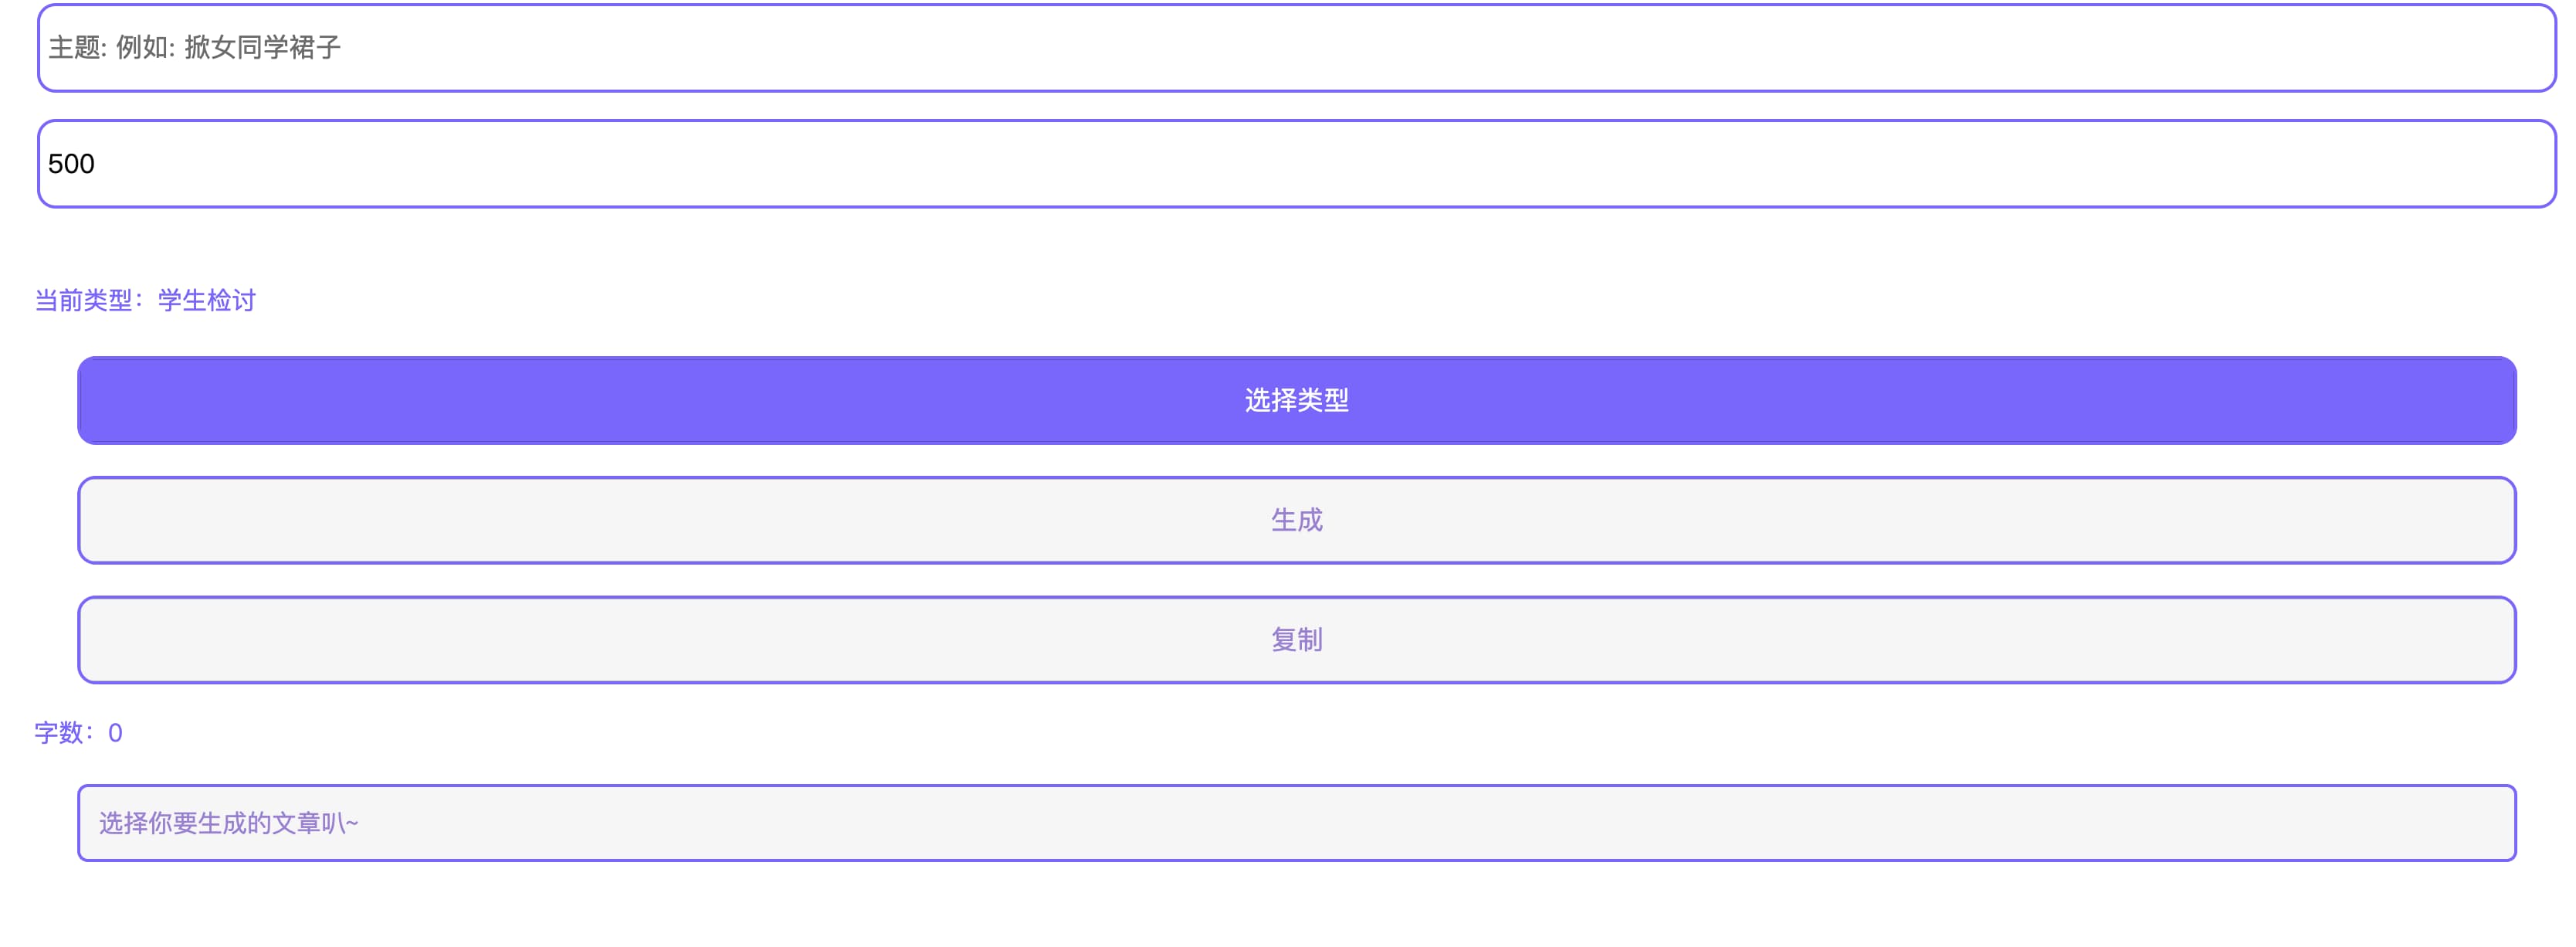 主题: 例如: 掀女同学裙子
500
当前类型：学生检讨
选择类型
生成
复制
字数：0
选择你要生成的文章叭~